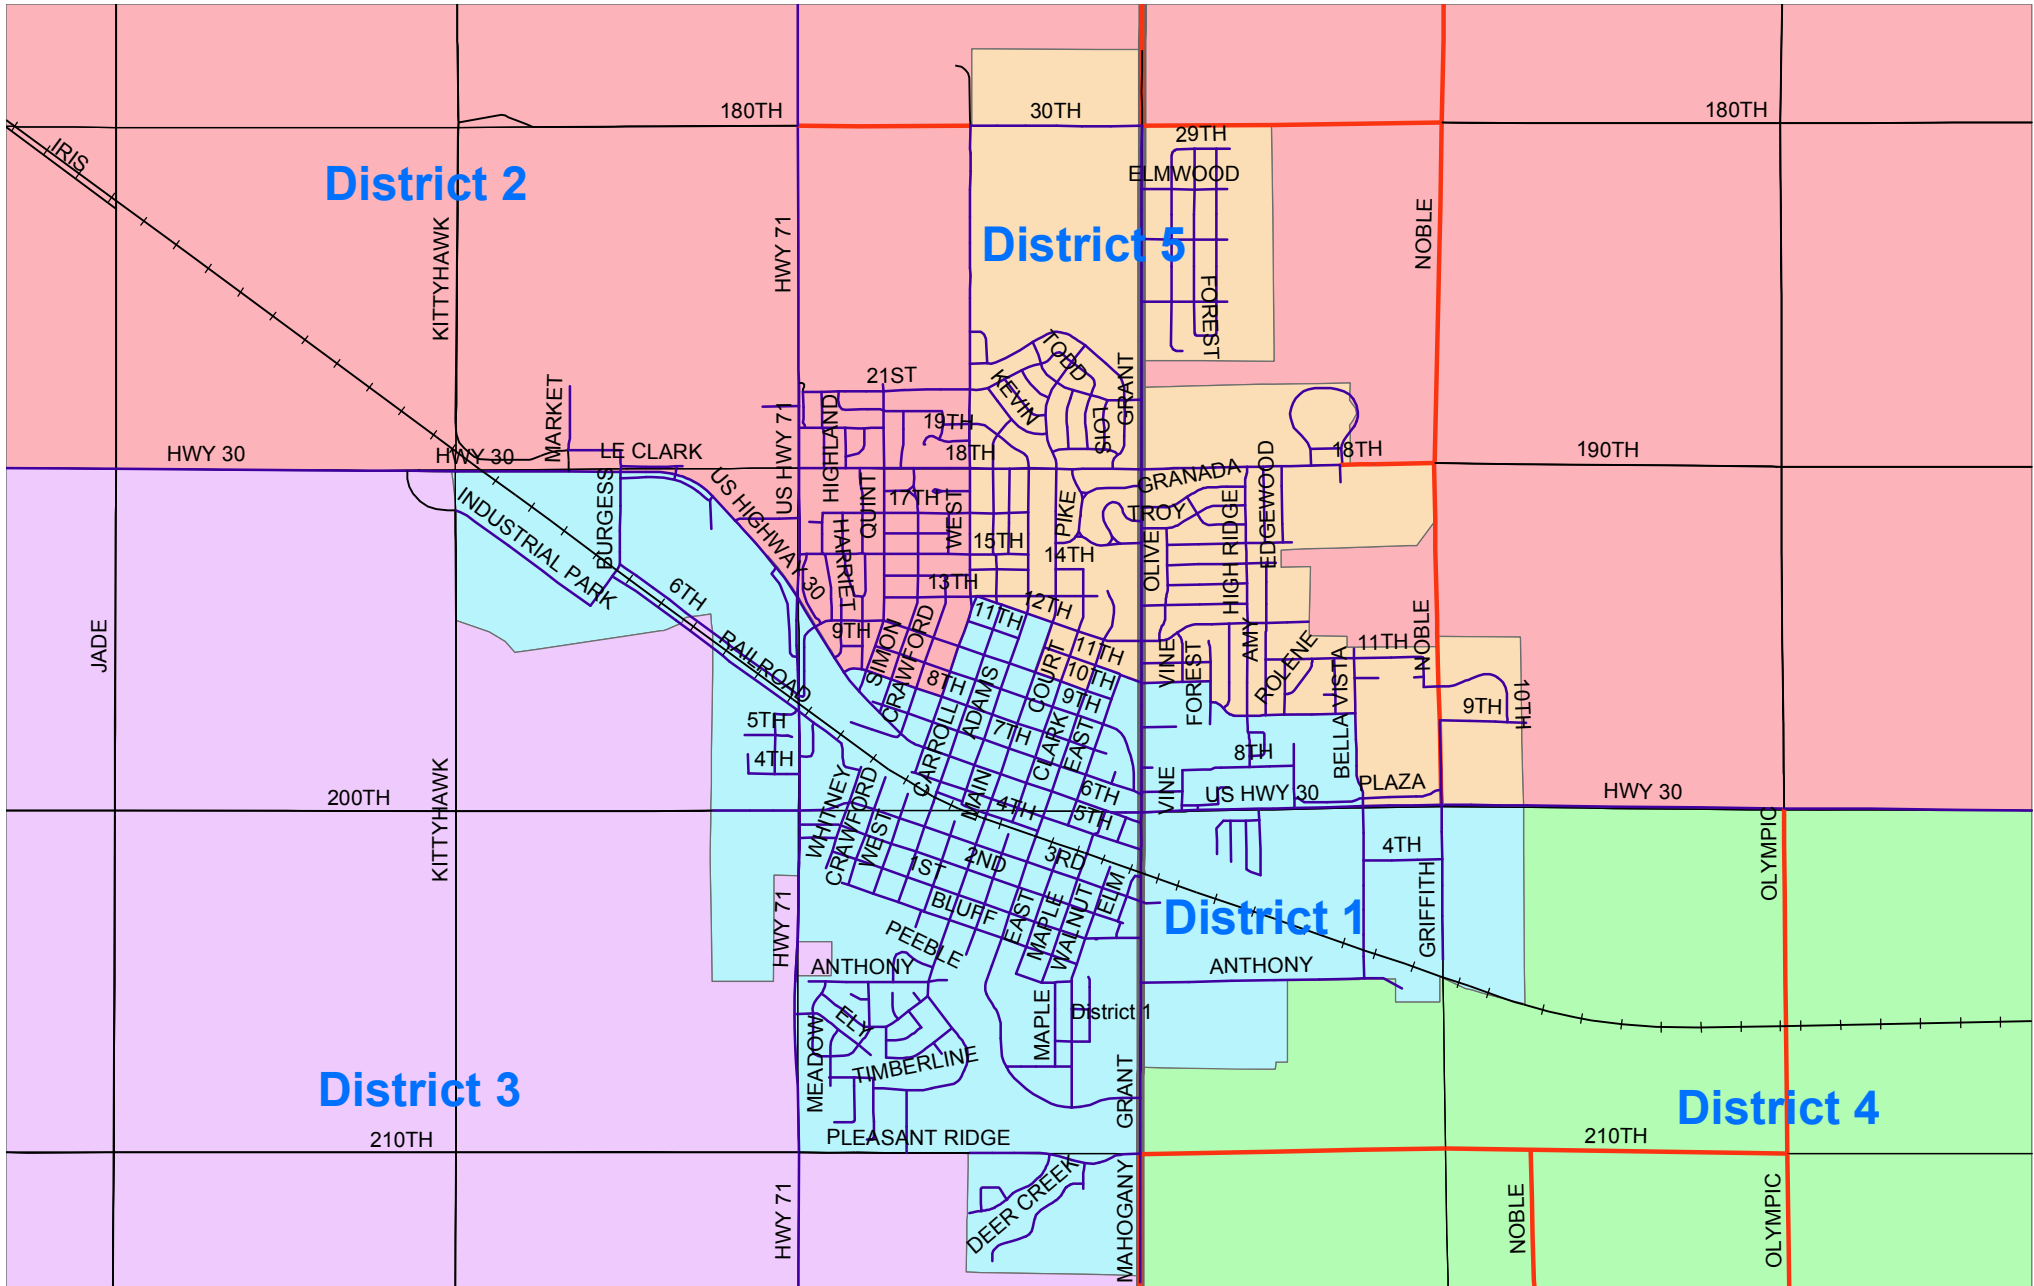 180TH
30TH
180TH
29TH
IRIS
ELMWOOD
District 2
District 5
KITTYHAWK
HWY 71
NOBLE
FOREST
TODD
GRANT
21ST
KEVIN
MARKET
HIGHLAND
US HWY 71
19TH
LOIS
HWY 30
HWY 30
LE CLARK
18TH
18TH
190TH
GRANADA
EDGEWOOD
BURGESS
US HIGHWAY 30
QUINT
17TH
WEST
PIKE
TROY
INDUSTRIAL PARK
HARRIET
15TH
14TH
OLIVE
HIGH RIDGE
6TH
13TH
12TH
11TH
JADE
RAILROAD
9TH
SIMON
CRAWFORD
11TH
10TH
COURT
VINE
AMY
11TH
NOBLE
ROLENE
BELLA VISTA
FOREST
8TH
ADAMS
9TH
9TH
10TH
5TH
4TH
CARROLL
7TH
CLARK
EAST
8TH
KITTYHAWK
200TH
WHITNEY
CRAWFORD
WEST
MAIN
4TH
6TH
5TH
VINE
US HWY 30
PLAZA
HWY 30
OLYMPIC
1ST
2ND
3RD
4TH
GRIFFITH
HWY 71
BLUFF
EAST
MAPLE
WALNUT
ELM
District 1
PEEBLE
ANTHONY
ANTHONY
MEADOW
ELY
MAPLE
District 1
TIMBERLINE
GRANT
District 3
District 4
210TH
PLEASANT RIDGE
210TH
HWY 71
DEER CREEK
MAHOGANY
NOBLE
OLYMPIC